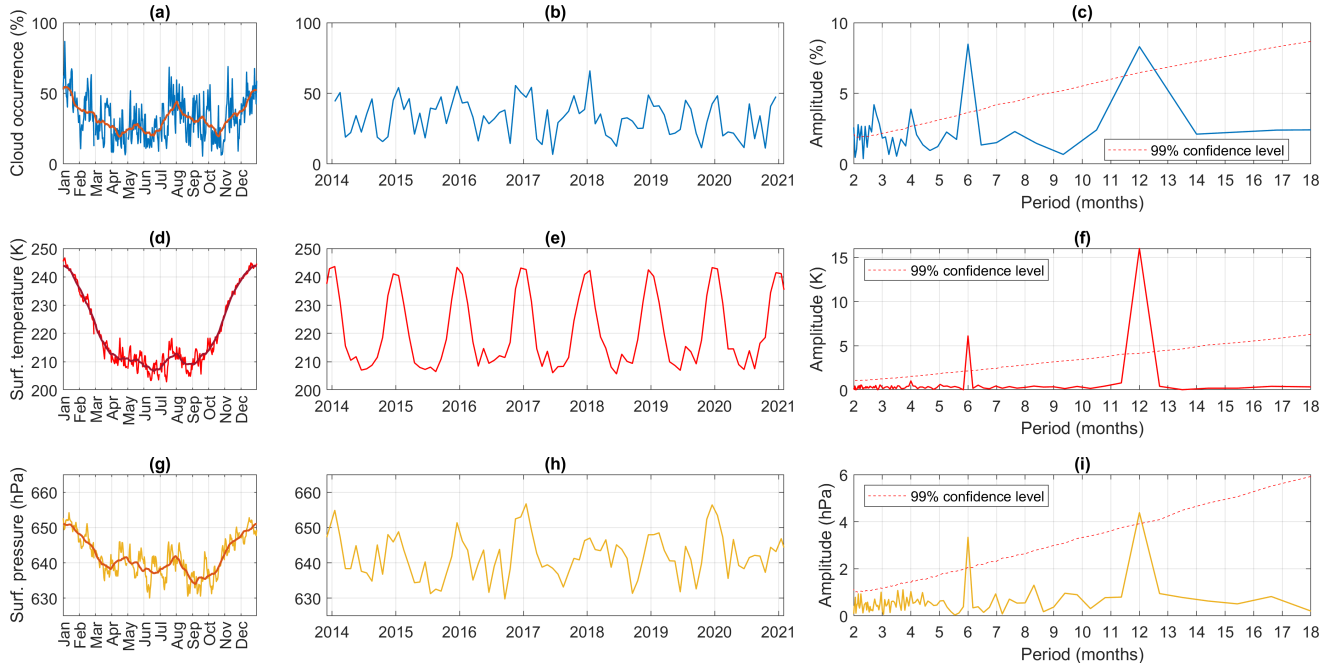 (a)
Cloud occurrence (%)
100
50
0
Jan
Feb
Mar
Apr
May
Jun
Jul
Aug
Sep
Oct
Nov
Dec
(b)
100
50
0
2014
2015
2016
2017
2018
2019
2020
2021
(c)
Amplitude (%)
10
5
0
99% confidence level
2
3
4
5
6
7
8
9
10
11
12
13
14
15
16
17
18
Period (months)
(d)
Surf. temperature (K)
250
240
230
220
210
200
Jan
Feb
Mar
Apr
May
Jun
Jul
Aug
Sep
Oct
Nov
Dec
(e)
250
240
230
220
210
200
2014
2015
2016
2017
2018
2019
2020
2021
(f)
Amplitude (K)
15
10
5
0
99% confidence level
2
3
4
5
6
7
8
9
10
11
12
13
14
15
16
17
18
Period (months)
(g)
Surf. pressure (hPa)
660
650
640
630
Jan
Feb
Mar
Apr
May
Jun
Jul
Aug
Sep
Oct
Nov
Dec
(h)
660
650
640
630
2014
2015
2016
2017
2018
2019
2020
2021
(i)
Amplitude (hPa)
6
4
2
0
99% confidence level
2
3
4
5
6
7
8
9
10
11
12
13
14
15
16
17
18
Period (months)